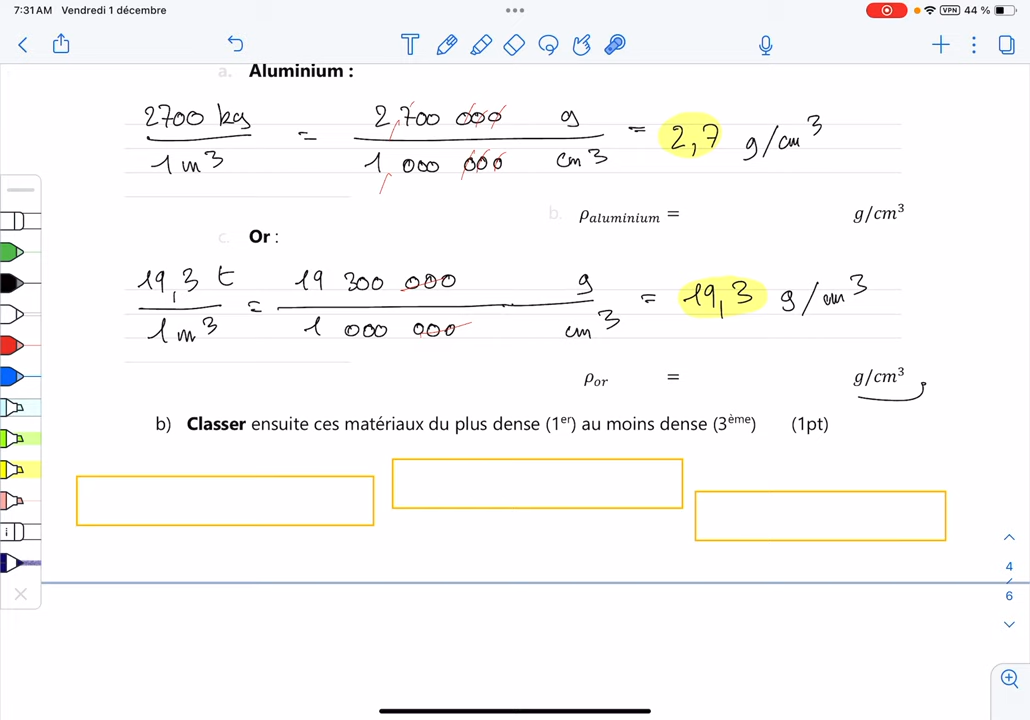 7:31 AM Vendredi 1 décembre
VPN 44 %
a. Aluminium :
2700 kg = 2,700 000 g = 2,7 g/cm³
1 m³ 1,000 000 cm³
b. ρaluminium = g/cm³
c. Or :
19,3 t = 19 300 000 g = 19,3 g/cm³
1 m³ 1 000 000 cm³
ρor = g/cm³
b) Classer ensuite ces matériaux du plus dense (1er) au moins dense (3ème) (1pt)
4
6